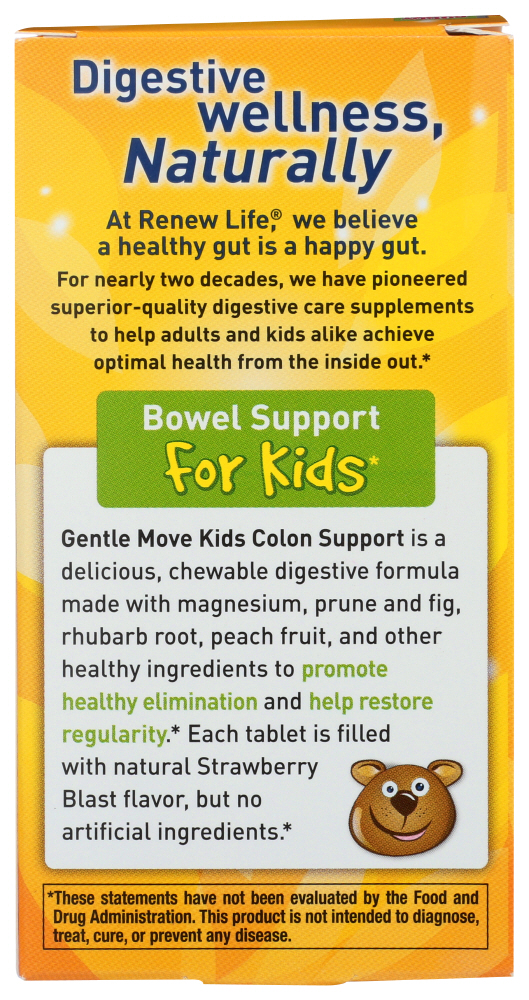 Digestive
wellness,
Naturally
At Renew Life,® we believe
a healthy gut is a happy gut.
For nearly two decades, we have pioneered
superior-quality digestive care supplements
to help adults and kids alike achieve
optimal health from the inside out.*
Bowel Support
for Kids*
Gentle Move Kids Colon Support is a
delicious, chewable digestive formula
made with magnesium, prune and fig,
rhubarb root, peach fruit, and other
healthy ingredients to promote
healthy elimination and help restore
regularity.* Each tablet is filled
with natural Strawberry
Blast flavor, but no
artificial ingredients.*
*These statements have not been evaluated by the Food and
Drug Administration. This product is not intended to diagnose,
treat, cure, or prevent any disease.